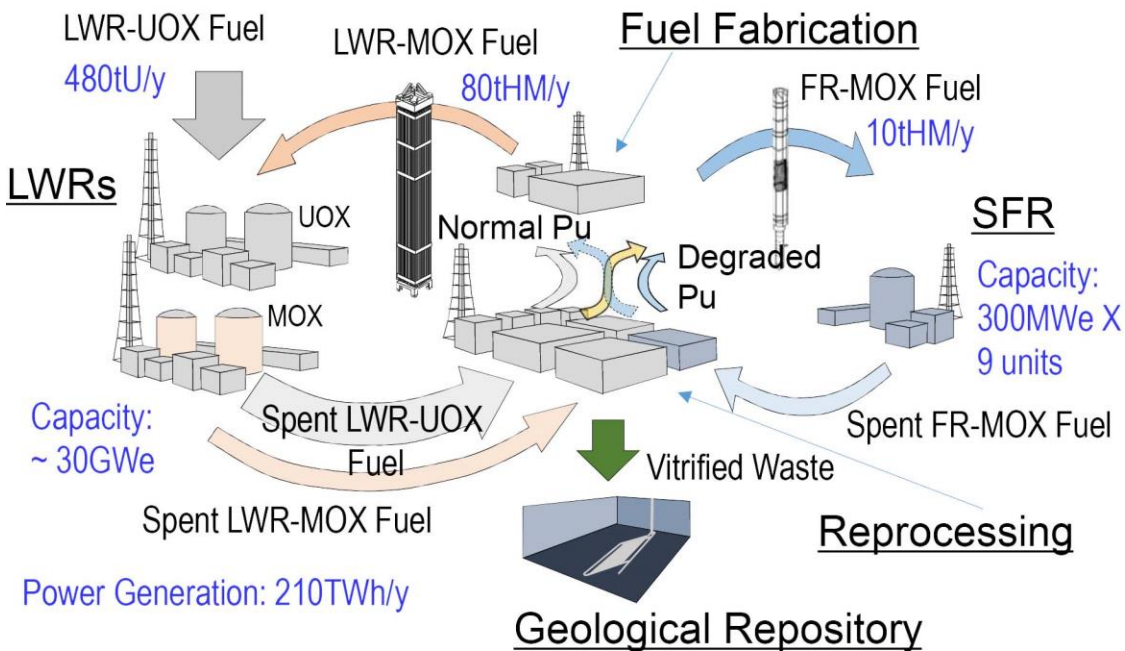 LWR-UOX Fuel
480tU/y
LWR-MOX Fuel
80tHM/y
Fuel Fabrication
FR-MOX Fuel
10tHM/y
LWRs
UOX
MOX
Normal Pu
Degraded
Pu
SFR
Capacity:
300MWe X
9 units
Capacity:
~ 30GWe
Spent LWR-UOX
Fuel
Spent LWR-MOX Fuel
Spent FR-MOX Fuel
Vitrified Waste
Reprocessing
Power Generation: 210TWh/y
Geological Repository